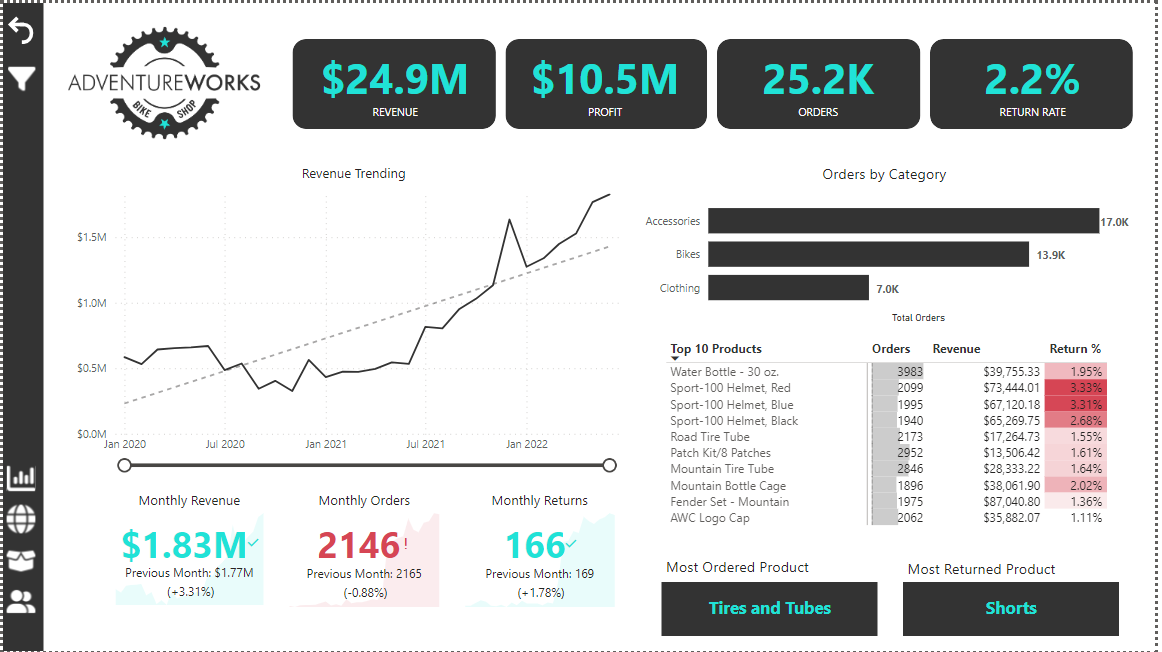 ADVENTUREWORKS
BIKE SHOP
$24.9M
REVENUE
$10.5M
PROFIT
25.2K
ORDERS
2.2%
RETURN RATE
Revenue Trending
$1.5M
$1.0M
$0.5M
$0.0M
Jan 2020 Jul 2020 Jan 2021 Jul 2021 Jan 2022
Orders by Category
Accessories 17.0K
Bikes 13.9K
Clothing 7.0K
Total Orders
Top 10 Products Orders Revenue Return %
Water Bottle - 30 oz. 3983 $39,755.33 1.95%
Sport-100 Helmet, Red 2099 $73,444.01 3.33%
Sport-100 Helmet, Blue 1995 $67,120.18 3.31%
Sport-100 Helmet, Black 1940 $65,269.75 2.68%
Road Tire Tube 2173 $17,264.73 1.55%
Patch Kit/8 Patches 2952 $13,506.42 1.61%
Mountain Tire Tube 2846 $28,333.22 1.64%
Mountain Bottle Cage 1896 $38,061.90 2.02%
Fender Set - Mountain 1975 $87,040.80 1.36%
AWC Logo Cap 2062 $35,882.07 1.11%
Monthly Revenue
$1.83M
Previous Month: $1.77M
(+3.31%)
Monthly Orders
2146!
Previous Month: 2165
(-0.88%)
Monthly Returns
166
Previous Month: 169
(+1.78%)
Most Ordered Product
Tires and Tubes
Most Returned Product
Shorts